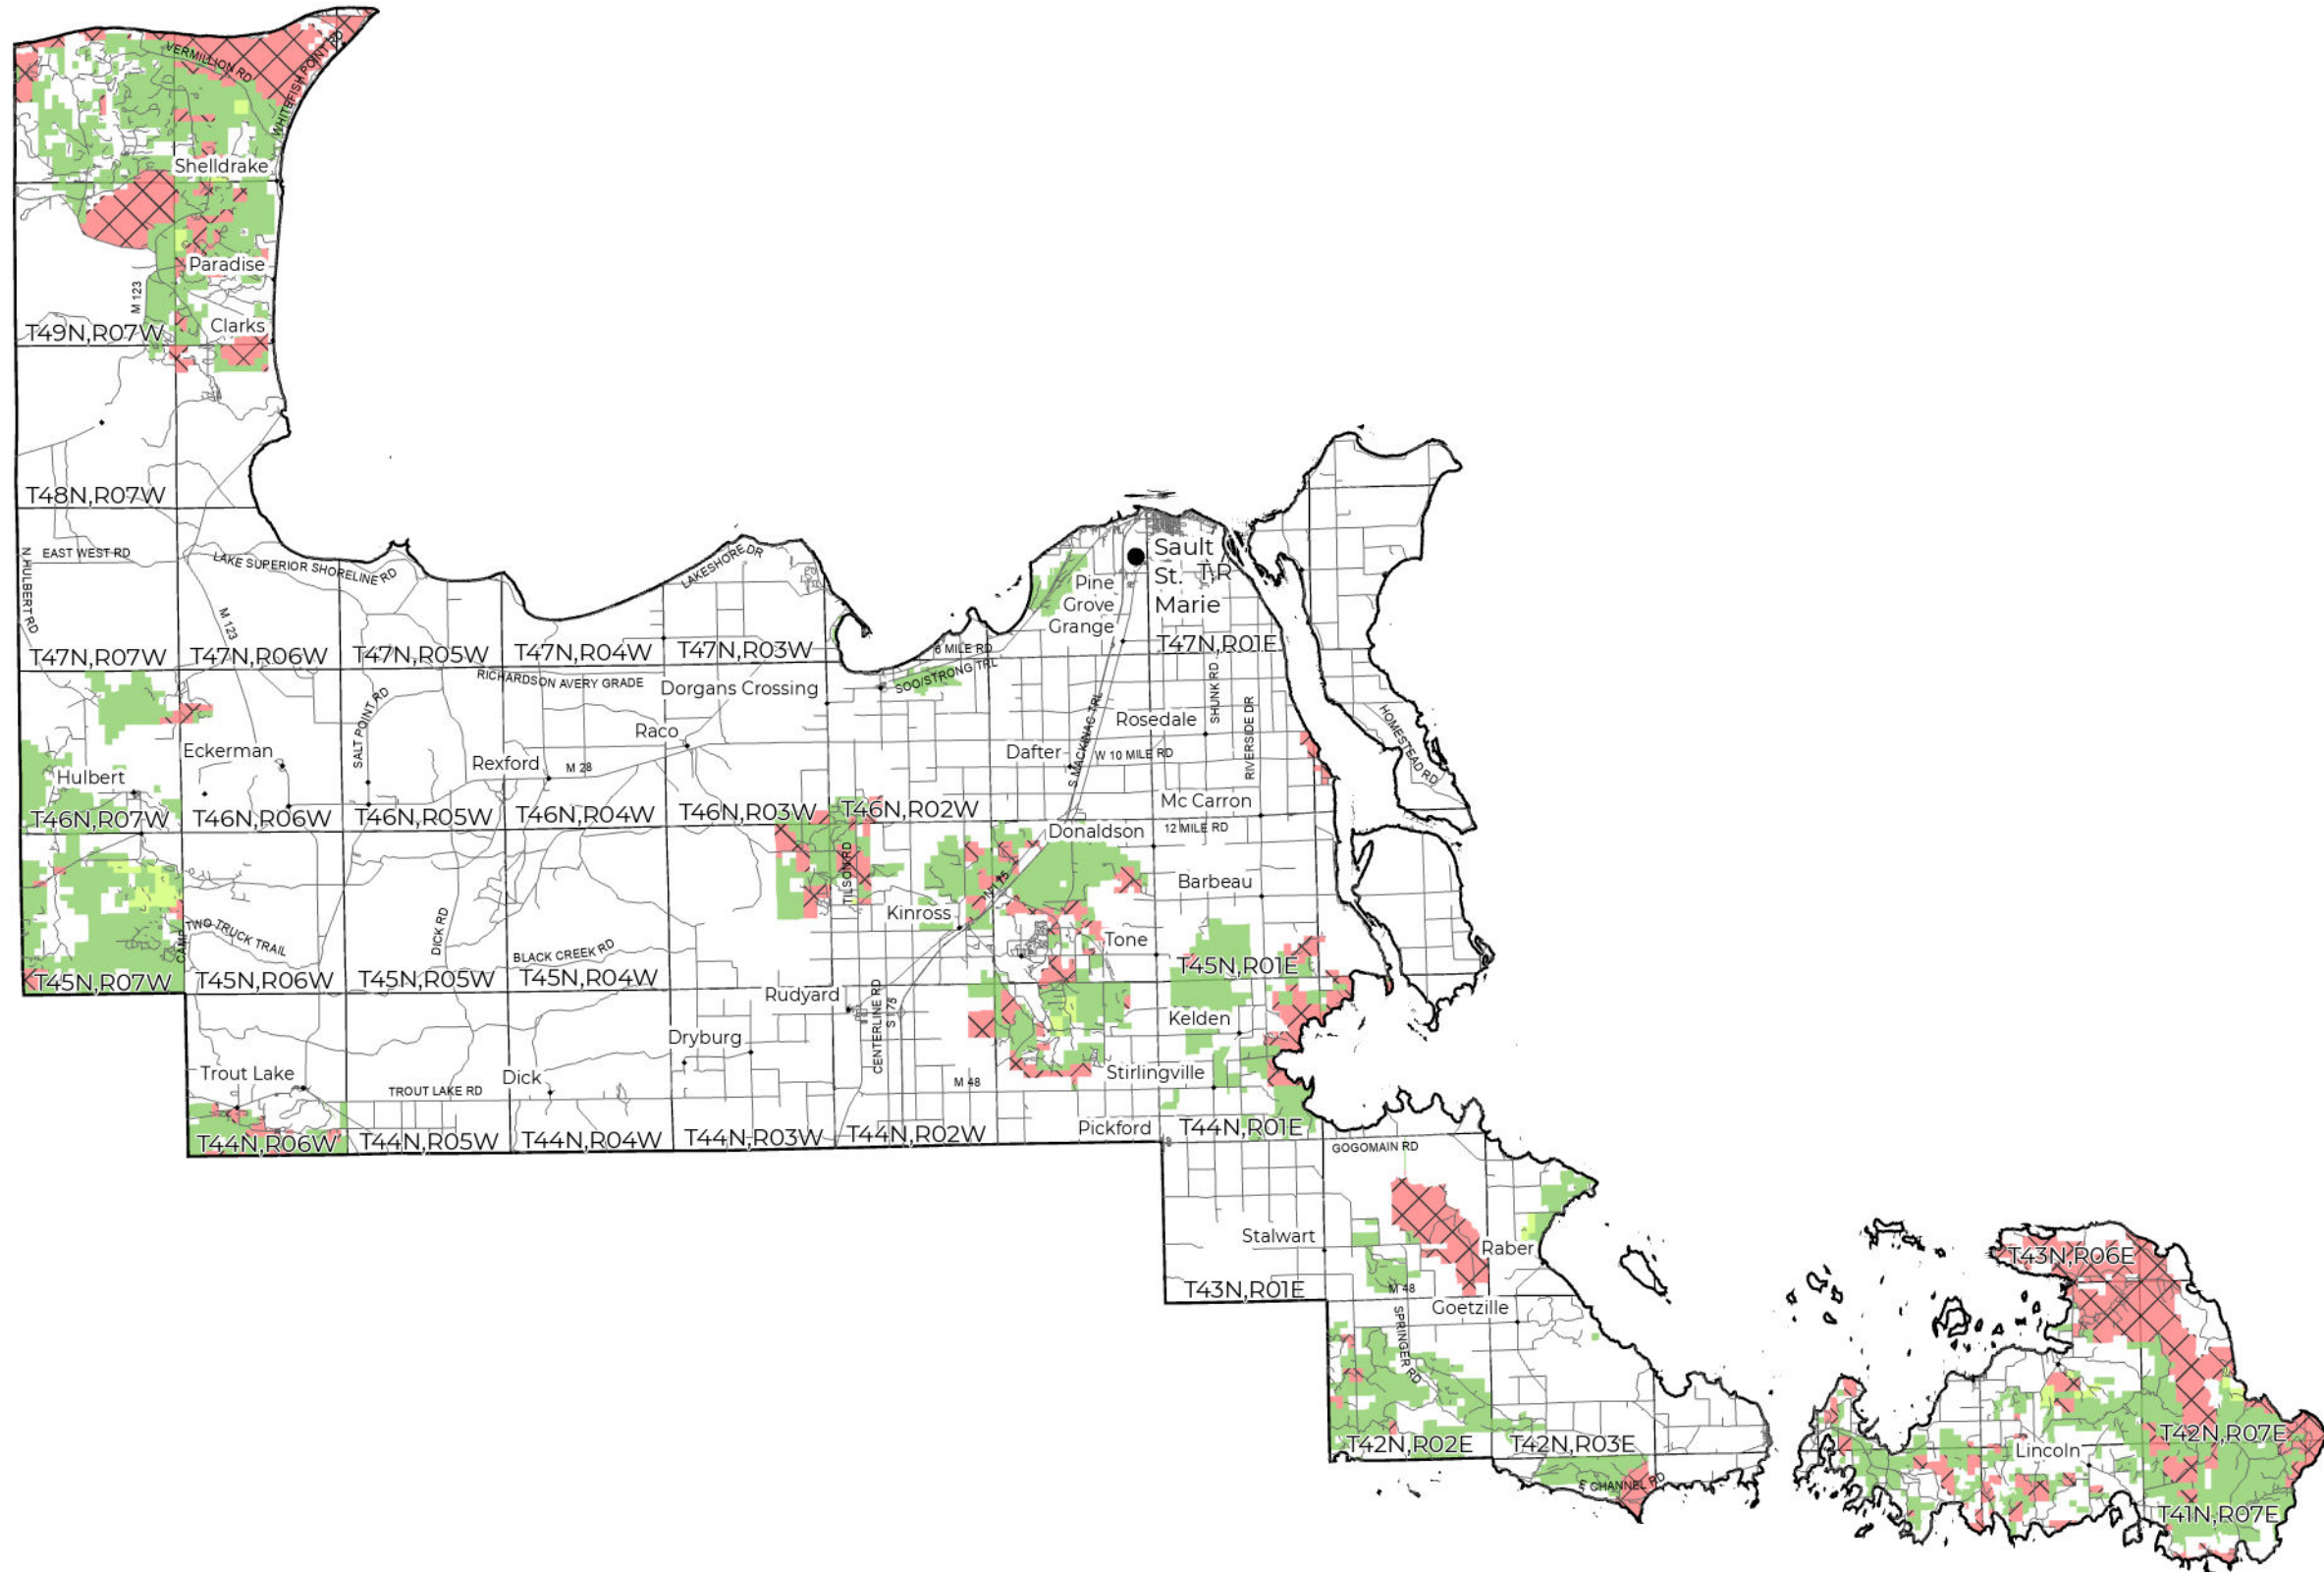 VERMILLION RD
WHITEFISH POINT RD
Shelldrake
Paradise
M 123
Clarks
T49N,R07W
T48N,R07W
N HULBERT RD
EAST WEST RD
LAKE SUPERIOR SHORELINE RD
M 123
LAKESHORE DR
Sault
St.
Marie
T,R
Pine
Grove
Grange
T47N,R07W
T47N,R06W
T47N,R05W
T47N,R04W
T47N,R03W
6 MILE RD
T47N,R01E
SOO/STRONG TRL
RICHARDSON AVERY GRADE
Dorgans Crossing
SALT POINT RD
Raco
Rosedale
SHUNK RD
RIVERSIDE DR
HOMESTEAD RD
S MACKINAC TRL
Eckerman
Rexford
M 28
Dafter
W 10 MILE RD
Hulbert
T46N,R07W
T46N,R06W
T46N,R05W
T46N,R04W
T46N,R03W
T46N,R02W
Mc Carron
Donaldson
12 MILE RD
TILSON RD
N I 75
Barbeau
Kinross
TWO TRUCK TRAIL
CAMP
DICK RD
BLACK CREEK RD
Tone
T45N,R07W
T45N,R06W
T45N,R05W
T45N,R04W
T45N,R01E
Rudyard
CENTERLINE RD
S I 75
Kelden
Dryburg
Trout Lake
Dick
TROUT LAKE RD
M 48
Stirlingville
T44N,R06W
T44N,R05W
T44N,R04W
T44N,R03W
T44N,R02W
Pickford
T44N,R01E
GOGOMAIN RD
Stalwart
Raber
T43N,R06E
T43N,R01E
M 48
Goetzille
SPRINGER RD
T42N,R02E
T42N,R03E
E CHANNEL RD
T42N,R07E
Lincoln
T41N,R07E